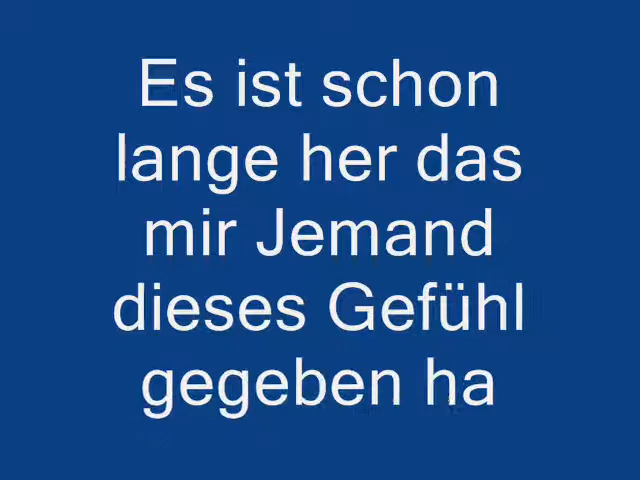 Es ist schon
lange her das
mir Jemand
dieses Gefühl
gegeben ha